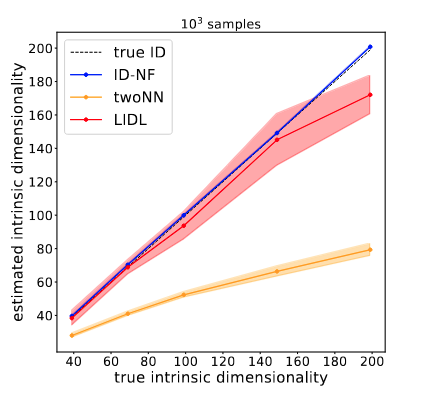 10³ samples
estimated intrinsic dimensionality
200
180
160
140
120
100
80
60
40
true ID
ID-NF
twoNN
LIDL
40 60 80 100 120 140 160 180 200
true intrinsic dimensionality